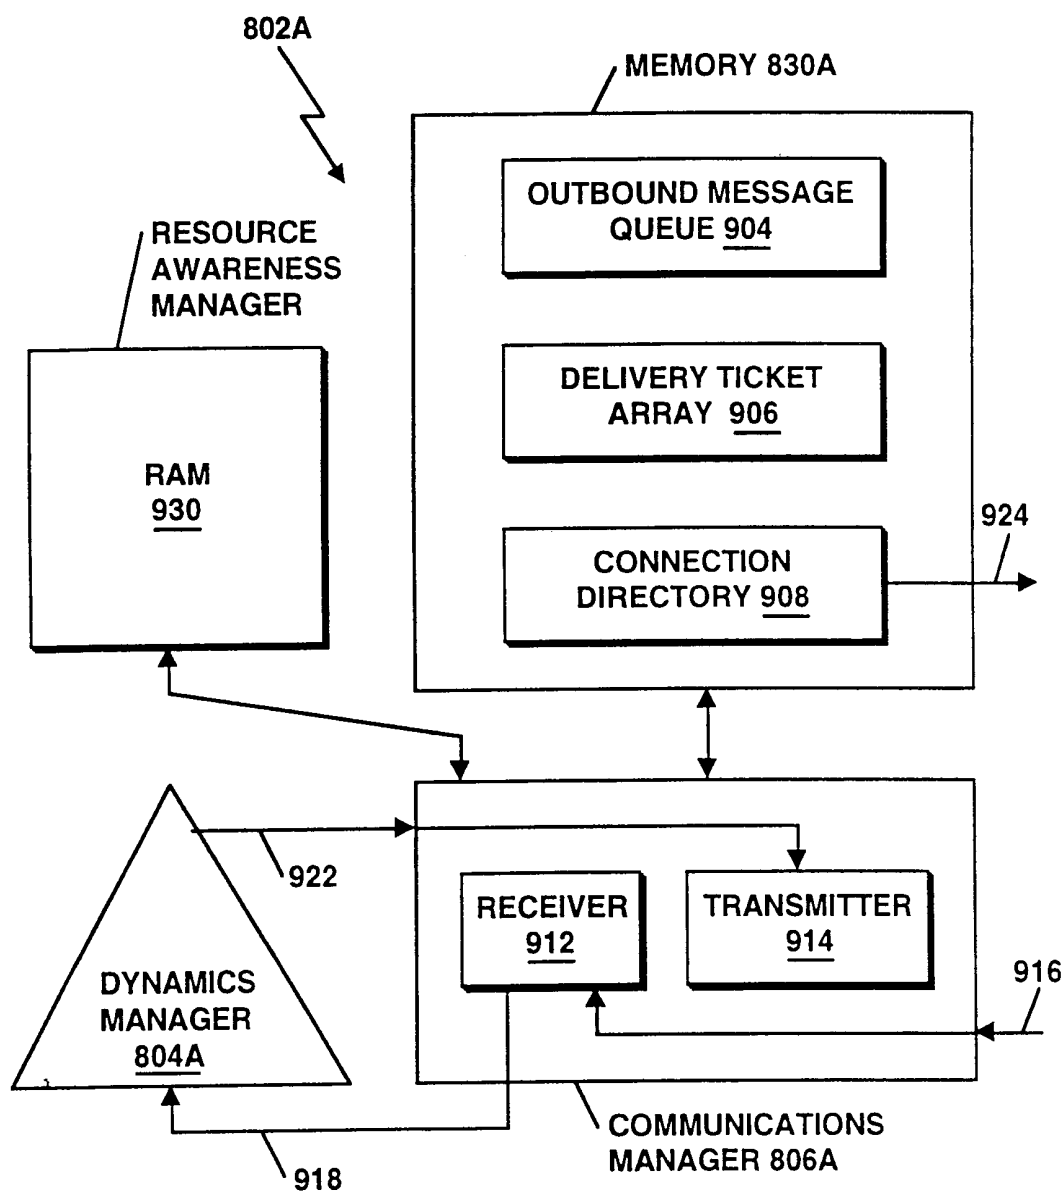 802A
MEMORY 830A
OUTBOUND MESSAGE
QUEUE 904
RESOURCE
AWARENESS
MANAGER
DELIVERY TICKET
ARRAY 906
RAM
930
924
CONNECTION
DIRECTORY 908
922
RECEIVER
912
TRANSMITTER
914
916
DYNAMICS
MANAGER
804A
COMMUNICATIONS
MANAGER 806A
918